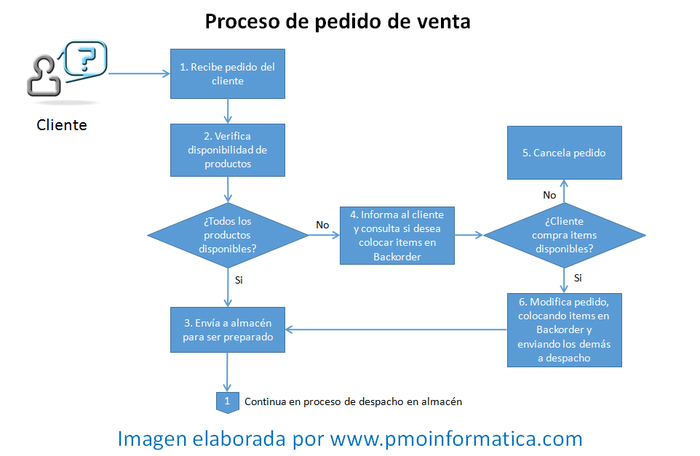 Proceso de pedido de venta
?
Cliente
1. Recibe pedido del
cliente
2. Verifica
disponibilidad de
productos
¿Todos los
productos
disponibles?
No
Si
4. Informa al cliente
y consulta si desea
colocar items en
Backorder
¿Cliente
compra items
disponibles?
No
5. Cancela pedido
Si
6. Modifica pedido,
colocando items en
Backorder y
enviando los demás
a despacho
3. Envía a almacén
para ser preparado
1
Continua en proceso de despacho en almacén
Imagen elaborada por www.pmoinformatica.com